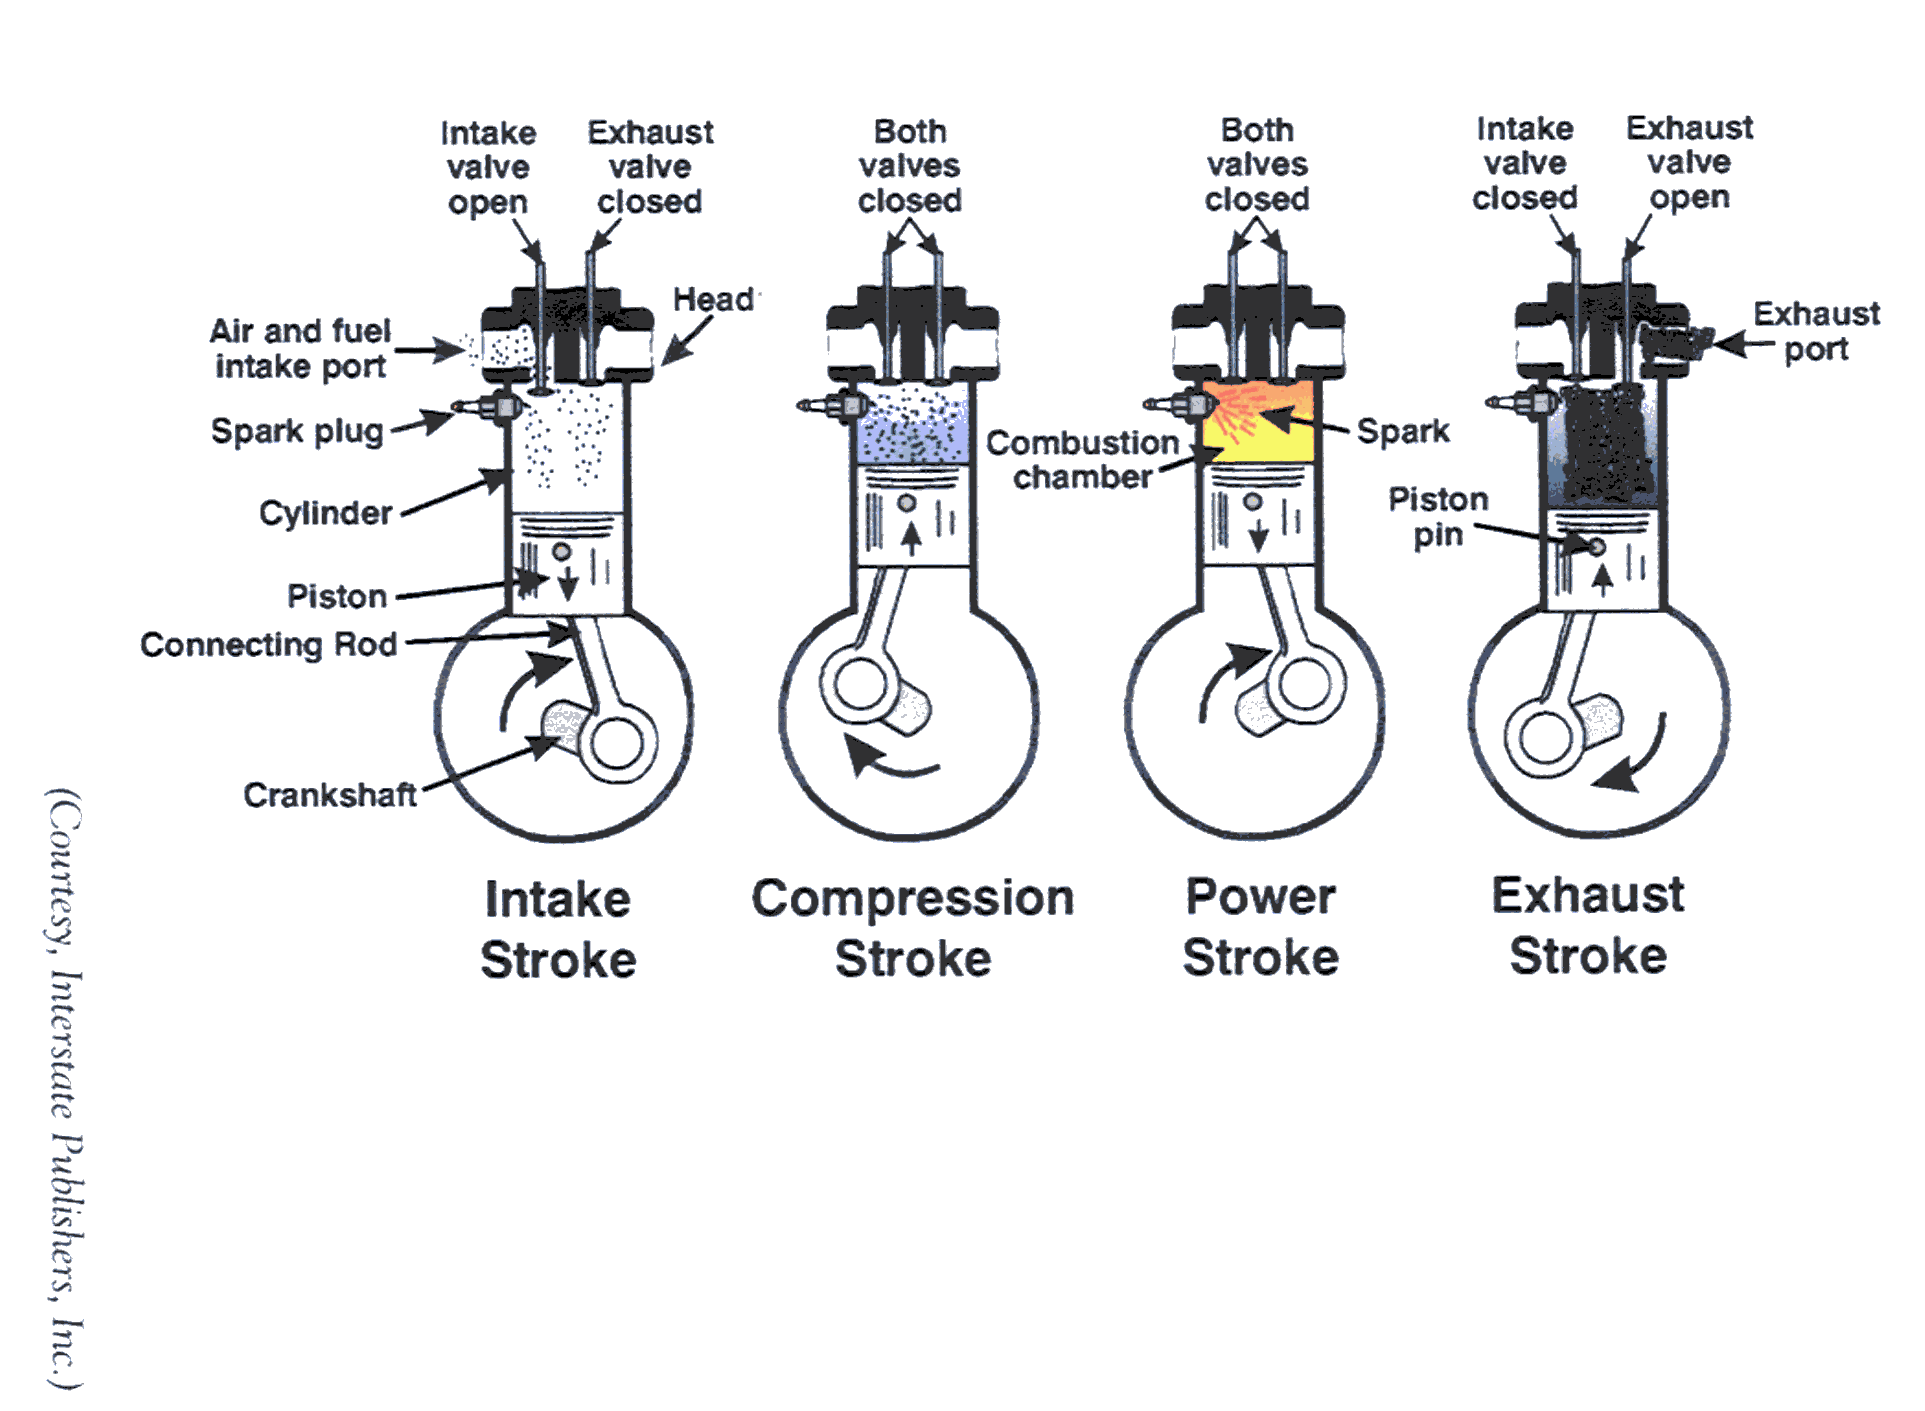 Intake
valve
open
Exhaust
valve
closed
Both
valves
closed
Both
valves
closed
Intake
valve
closed
Exhaust
valve
open
Head
Air and fuel
intake port
Spark plug
Cylinder
Piston
Connecting Rod
Crankshaft
Combustion
chamber
Spark
Exhaust
port
Piston
pin
Intake
Stroke
Compression
Stroke
Power
Stroke
Exhaust
Stroke
(Courtesy, Interstate Publishers, Inc.)